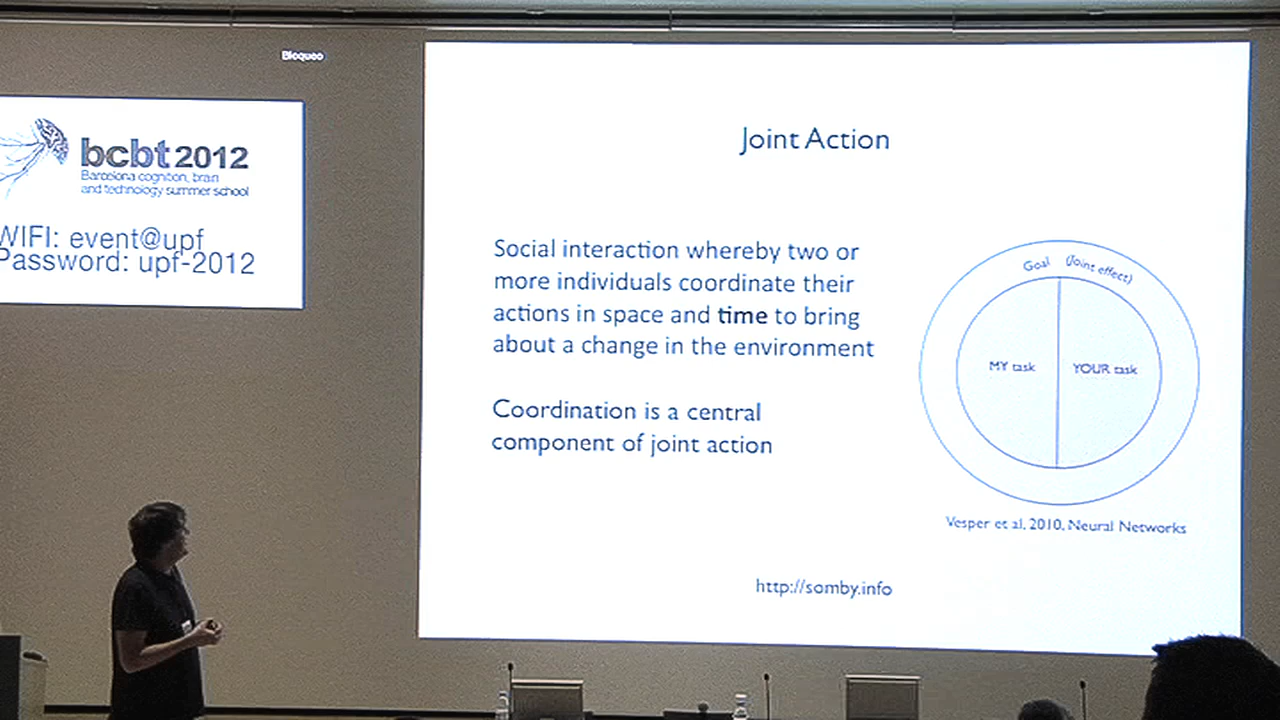 Bloqueo
bcbt 2012
Barcelona cognition, brain
and technology summer school
WIFI: event@upf
Password: upf-2012
Joint Action
Social interaction whereby two or
more individuals coordinate their
actions in space and time to bring
about a change in the environment
Coordination is a central
component of joint action
Goal (Joint effect)
MY task YOUR task
Vesper et al, 2010, Neural Networks
http://somby.info